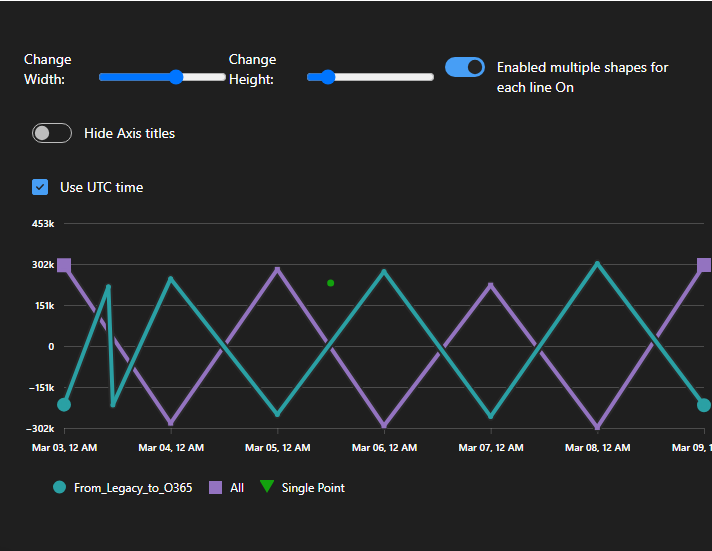 Change
Width:
Change
Height:
Enabled multiple shapes for
each line On
Hide Axis titles
Use UTC time
453k
302k
151k
0
−151k
−302k
Mar 03, 12 AM
Mar 04, 12 AM
Mar 05, 12 AM
Mar 06, 12 AM
Mar 07, 12 AM
Mar 08, 12 AM
Mar 09, 1
From_Legacy_to_O365
All
Single Point